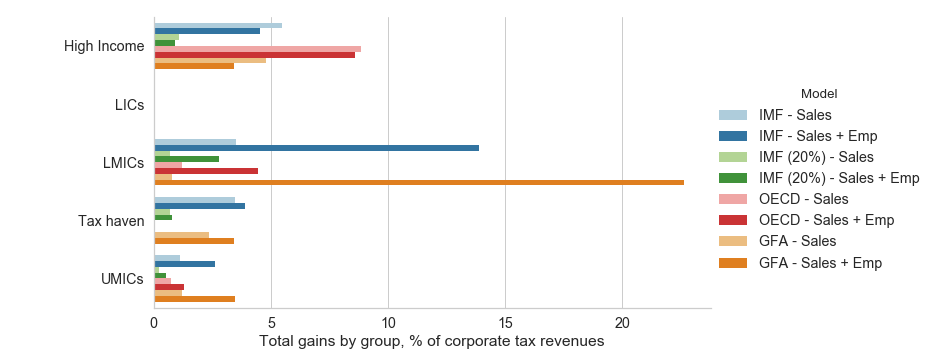 High Income
LICs
LMICs
Tax haven
UMICs
0 5 10 15 20
Total gains by group, % of corporate tax revenues
Model
IMF - Sales
IMF - Sales + Emp
IMF (20%) - Sales
IMF (20%) - Sales + Emp
OECD - Sales
OECD - Sales + Emp
GFA - Sales
GFA - Sales + Emp